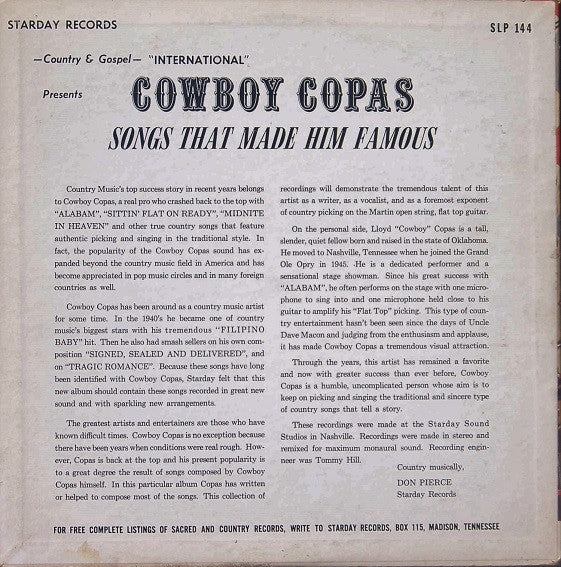 STARDAY RECORDS
SLP 144
—Country & Gospel— "INTERNATIONAL"
Presents
COWBOY COPAS
SONGS THAT MADE HIM FAMOUS
Country Music's top success story in recent years belongs
to Cowboy Copas, a real pro who crashed back to the top with
"ALABAM", "SITTIN' FLAT ON READY", "MIDNITE
IN HEAVEN" and other true country songs that feature
authentic picking and singing in the traditional style. In
fact, the popularity of the Cowboy Copas sound has ex-
panded beyond the country music field in America and has
become appreciated in pop music circles and in many foreign
countries as well.
Cowboy Copas has been around as a country music artist
for some time. In the 1940's he became one of country
music's biggest stars with his tremendous "FILIPINO
BABY" hit. Then he also had smash sellers on his own com-
position "SIGNED, SEALED AND DELIVERED", and
on "TRAGIC ROMANCE". Because these songs have long
been identified with Cowboy Copas, Starday felt that this
new album should contain these songs recorded in great new
sound and with sparkling new arrangements.
The greatest artists and entertainers are those who have
known difficult times. Cowboy Copas is no exception because
there have been years when conditions were real rough. How-
ever, Copas is back at the top and his present popularity is
to a great degree the result of songs composed by Cowboy
Copas himself. In this particular album Copas has written
or helped to compose most of the songs. This collection of
recordings will demonstrate the tremendous talent of this
artist as a writer, as a vocalist, and as a foremost exponent
of country picking on the Martin open string, flat top guitar.
On the personal side, Lloyd "Cowboy" Copas is a tall,
slender, quiet fellow born and raised in the state of Oklahoma.
He moved to Nashville, Tennessee when he joined the Grand
Ole Opry in 1945. He is a dedicated performer and a
sensational stage showman. Since his great success with
"ALABAM", he often performs on the stage with one micro-
phone to sing into and one microphone held close to his
guitar to amplify his "Flat Top" picking. This type of coun-
try entertainment hasn't been seen since the days of Uncle
Dave Macon and judging from the enthusiasm and applause,
it has made Cowboy Copas a tremendous visual attraction.
Through the years, this artist has remained a favorite
and now with greater success than ever before, Cowboy
Copas is a humble, uncomplicated person whose aim is to
keep on picking and singing the traditional and sincere type
of country songs that tell a story.
These recordings were made at the Starday Sound
Studios in Nashville. Recordings were made in stereo and
remixed for maximum monaural sound. Recording engi-
neer was Tommy Hill.
Country musically,
DON PIERCE
Starday Records
FOR FREE COMPLETE LISTINGS OF SACRED AND COUNTRY RECORDS, WRITE TO STARDAY RECORDS, BOX 115, MADISON, TENNESSEE